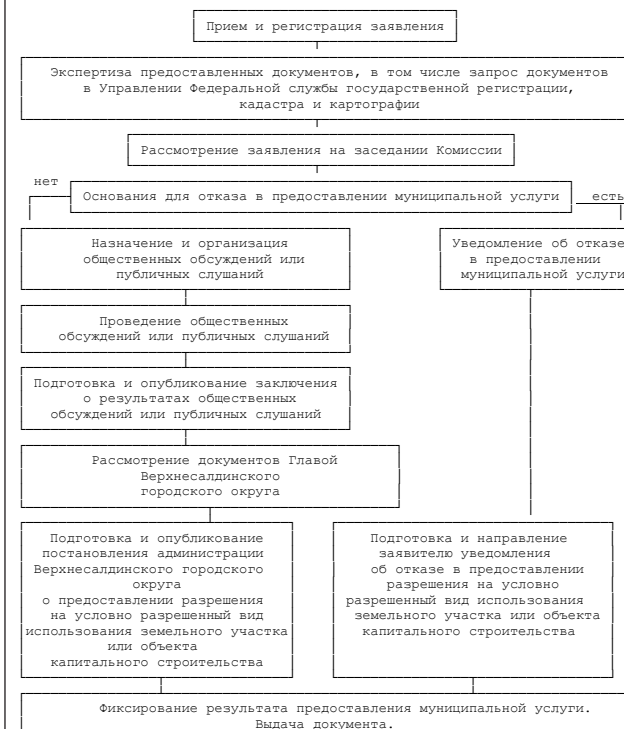 Прием и регистрация заявления
Экспертиза предоставленных документов, в том числе запрос документов
в Управлении Федеральной службы государственной регистрации,
кадастра и картографии
Рассмотрение заявления на заседании Комиссии
нет
Основания для отказа в предоставлении муниципальной услуги
есть
Назначение и организация
общественных обсуждений или
публичных слушаний
Уведомление об отказе
в предоставлении
муниципальной услуги
Проведение общественных
обсуждений или публичных слушаний
Подготовка и опубликование заключения
о результатах общественных
обсуждений или публичных слушаний
Рассмотрение документов Главой
Верхнесалдинского
городского округа
Подготовка и опубликование
постановления администрации
Верхнесалдинского городского
округа
о предоставлении разрешения
на условно разрешенный вид
использования земельного участка
или объекта
капитального строительства
Подготовка и направление
заявителю уведомления
об отказе в предоставлении
разрешения на условно
разрешенный вид использования
земельного участка или объекта
капитального строительства
Фиксирование результата предоставления муниципальной услуги.
Выдача документа.